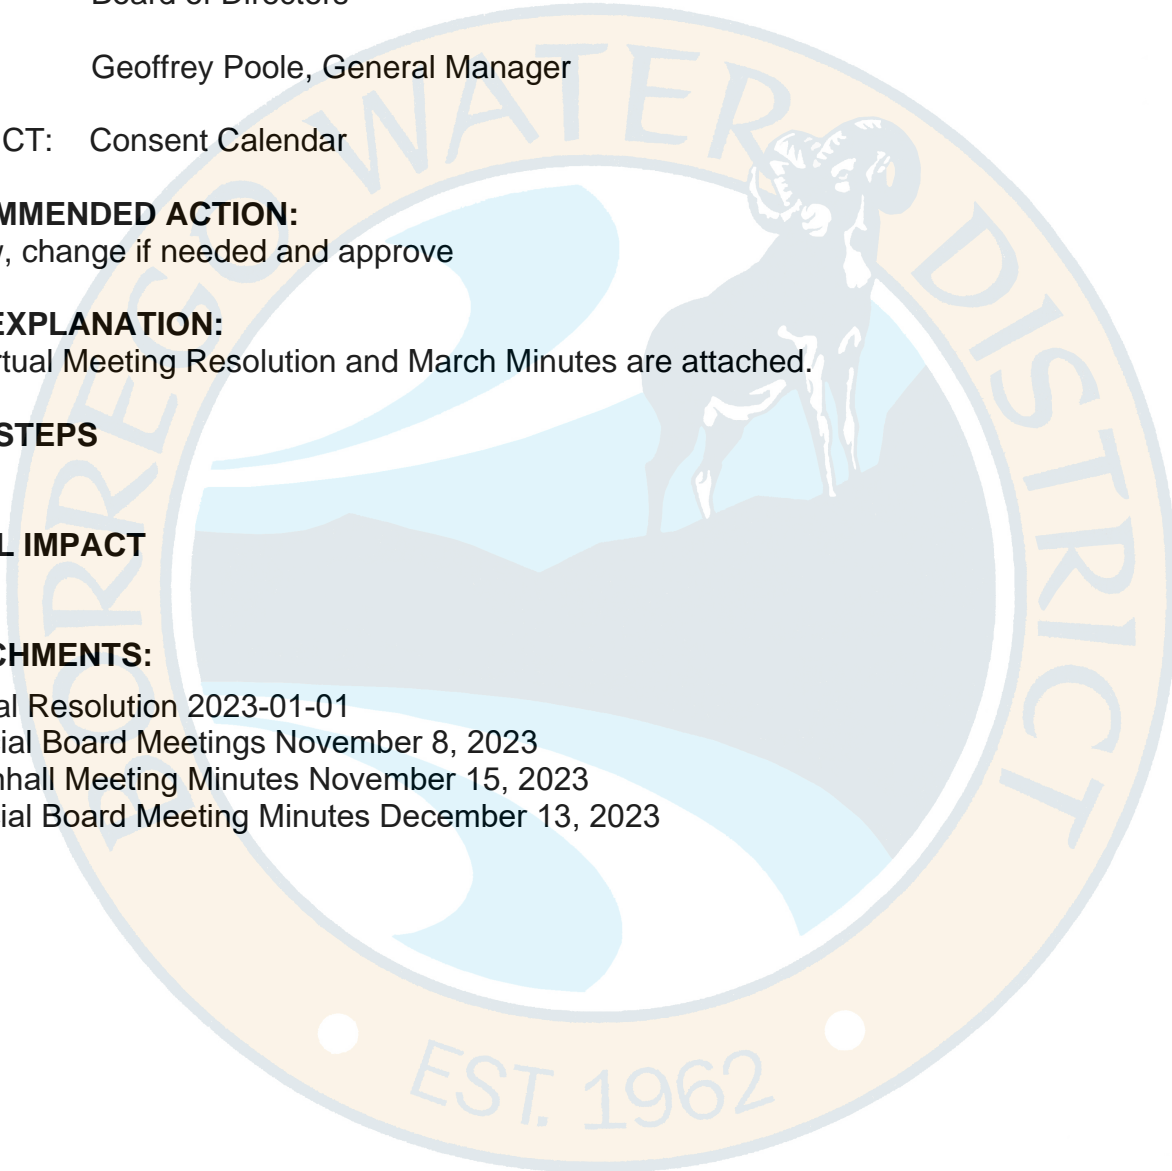 Board of Directors
Geoffrey Poole, General Manager
CT: Consent Calendar
MMENDED ACTION:
, change if needed and approve
EXPLANATION:
rtual Meeting Resolution and March Minutes are attached.
STEPS
L IMPACT
CHMENTS:
al Resolution 2023-01-01
ial Board Meetings November 8, 2023
nhall Meeting Minutes November 15, 2023
ial Board Meeting Minutes December 13, 2023
BORREGO WATER DISTRICT
EST. 1962